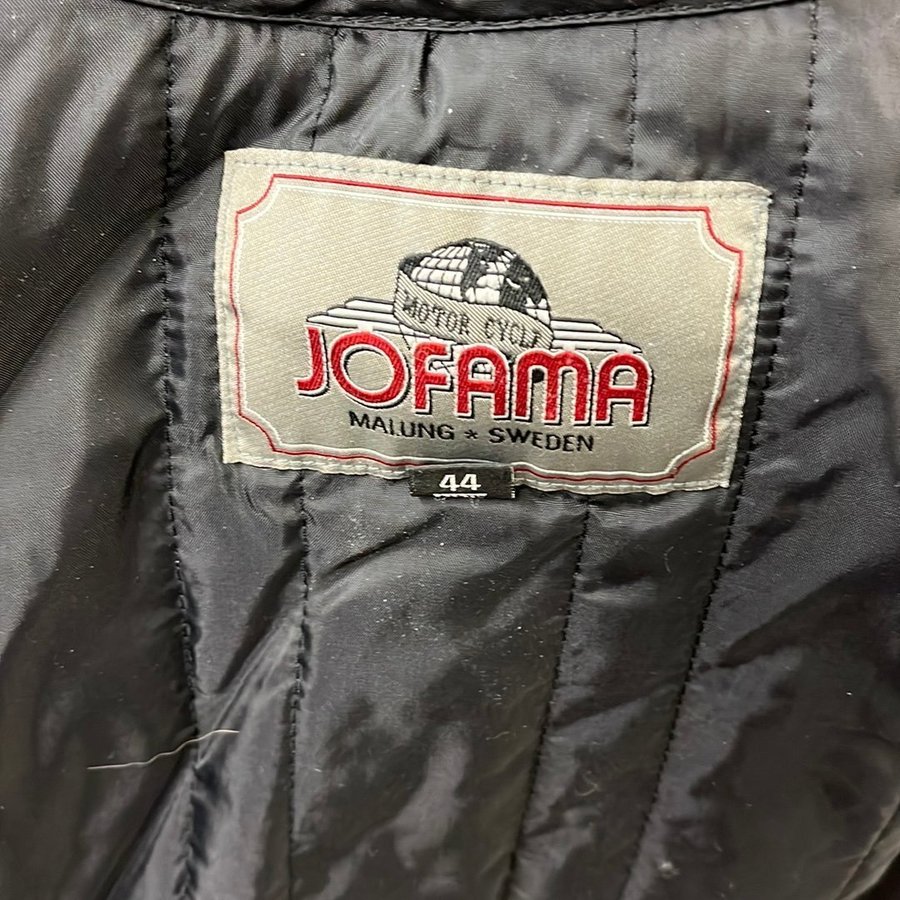 MOTOR CYCLE
JOFAMA
MALUNG * SWEDEN
44